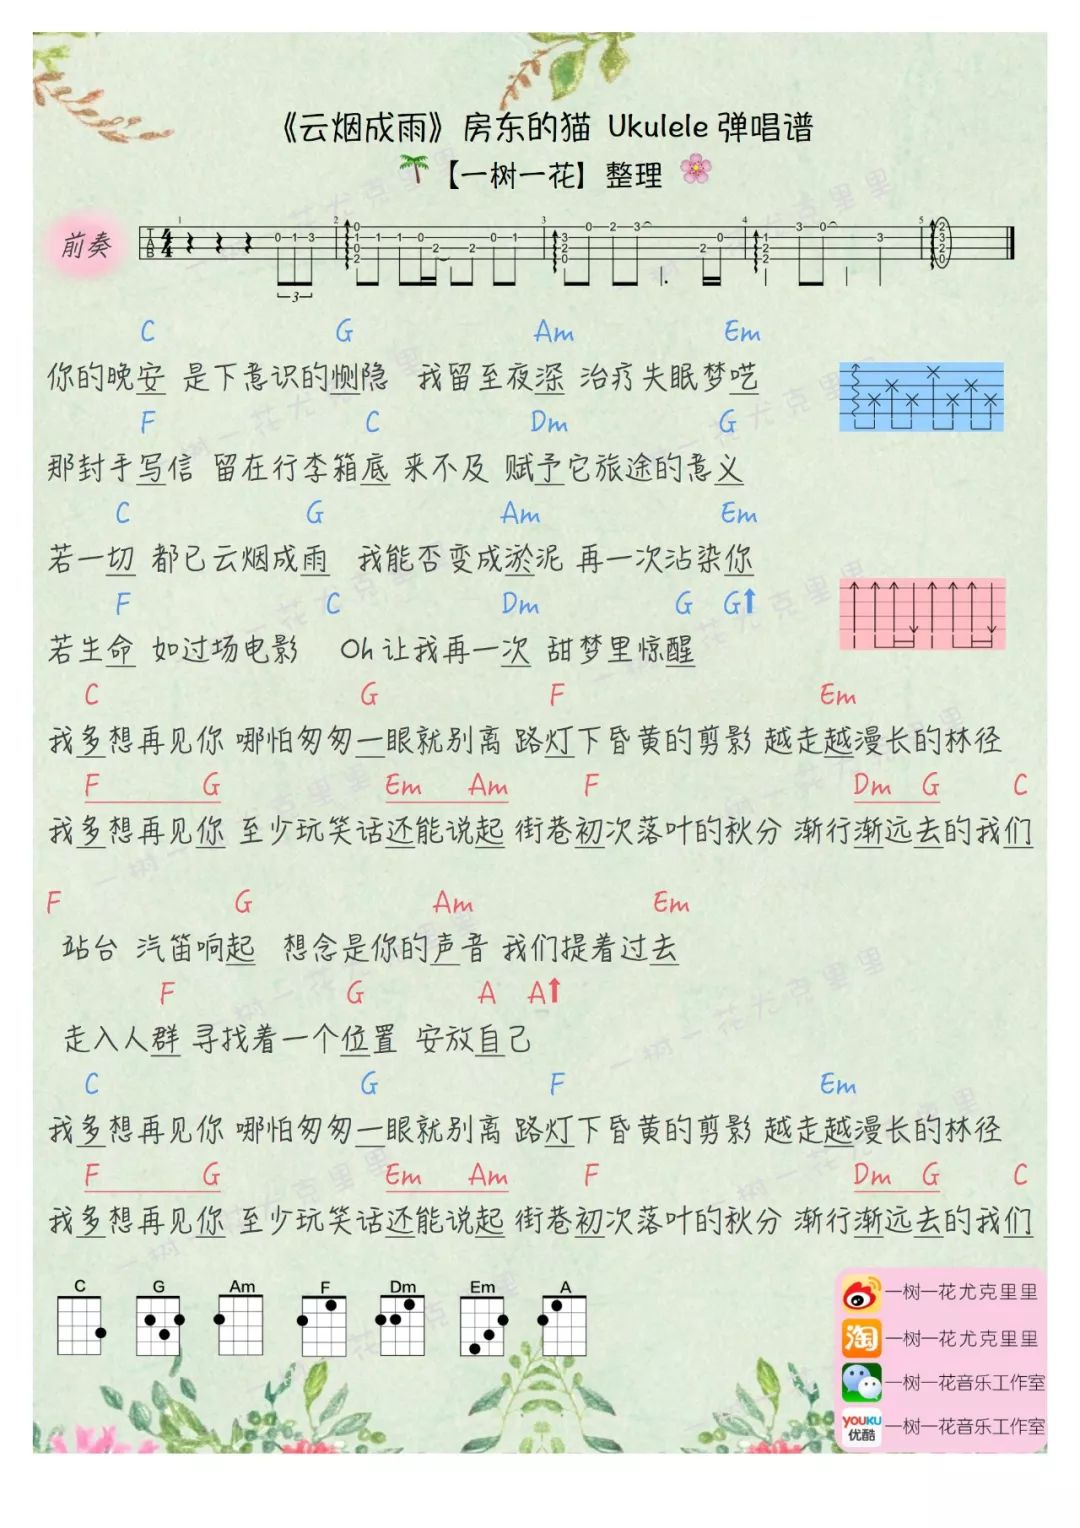 《云烟成雨》房东的猫 Ukulele 弹唱谱
【一树一花】整理
前奏
C G Am Em
你的晚安 是下意识的恻隐 我留至夜深 治疗失眠梦呓
F C Dm G
那封手写信 留在行李箱底 来不及 赋予它旅途的意义
C G Am Em
若一切 都已云烟成雨 我能否变成淤泥 再一次沾染你
F C Dm G G⬆
若生命 如过场电影 Oh 让我再一次 甜梦里惊醒
C G F Em
我多想再见你 哪怕匆匆一眼就别离 路灯下昏黄的剪影 越走越漫长的林径
F G Em Am F Dm G C
我多想再见你 至少玩笑话还能说起 街巷初次落叶的秋分 渐行渐远去的我们
F G Am Em
站台 汽笛响起 想念是你的声音 我们提着过去
F G A A⬆
走入人群 寻找着一个位置 安放自己
C G F Em
我多想再见你 哪怕匆匆一眼就别离 路灯下昏黄的剪影 越走越漫长的林径
F G Em Am F Dm G C
我多想再见你 至少玩笑话还能说起 街巷初次落叶的秋分 渐行渐远去的我们
C G Am F Dm Em A
一树一花尤克里里
淘 一树一花尤克里里
一树一花音乐工作室
YOUKU 优酷 一树一花音乐工作室